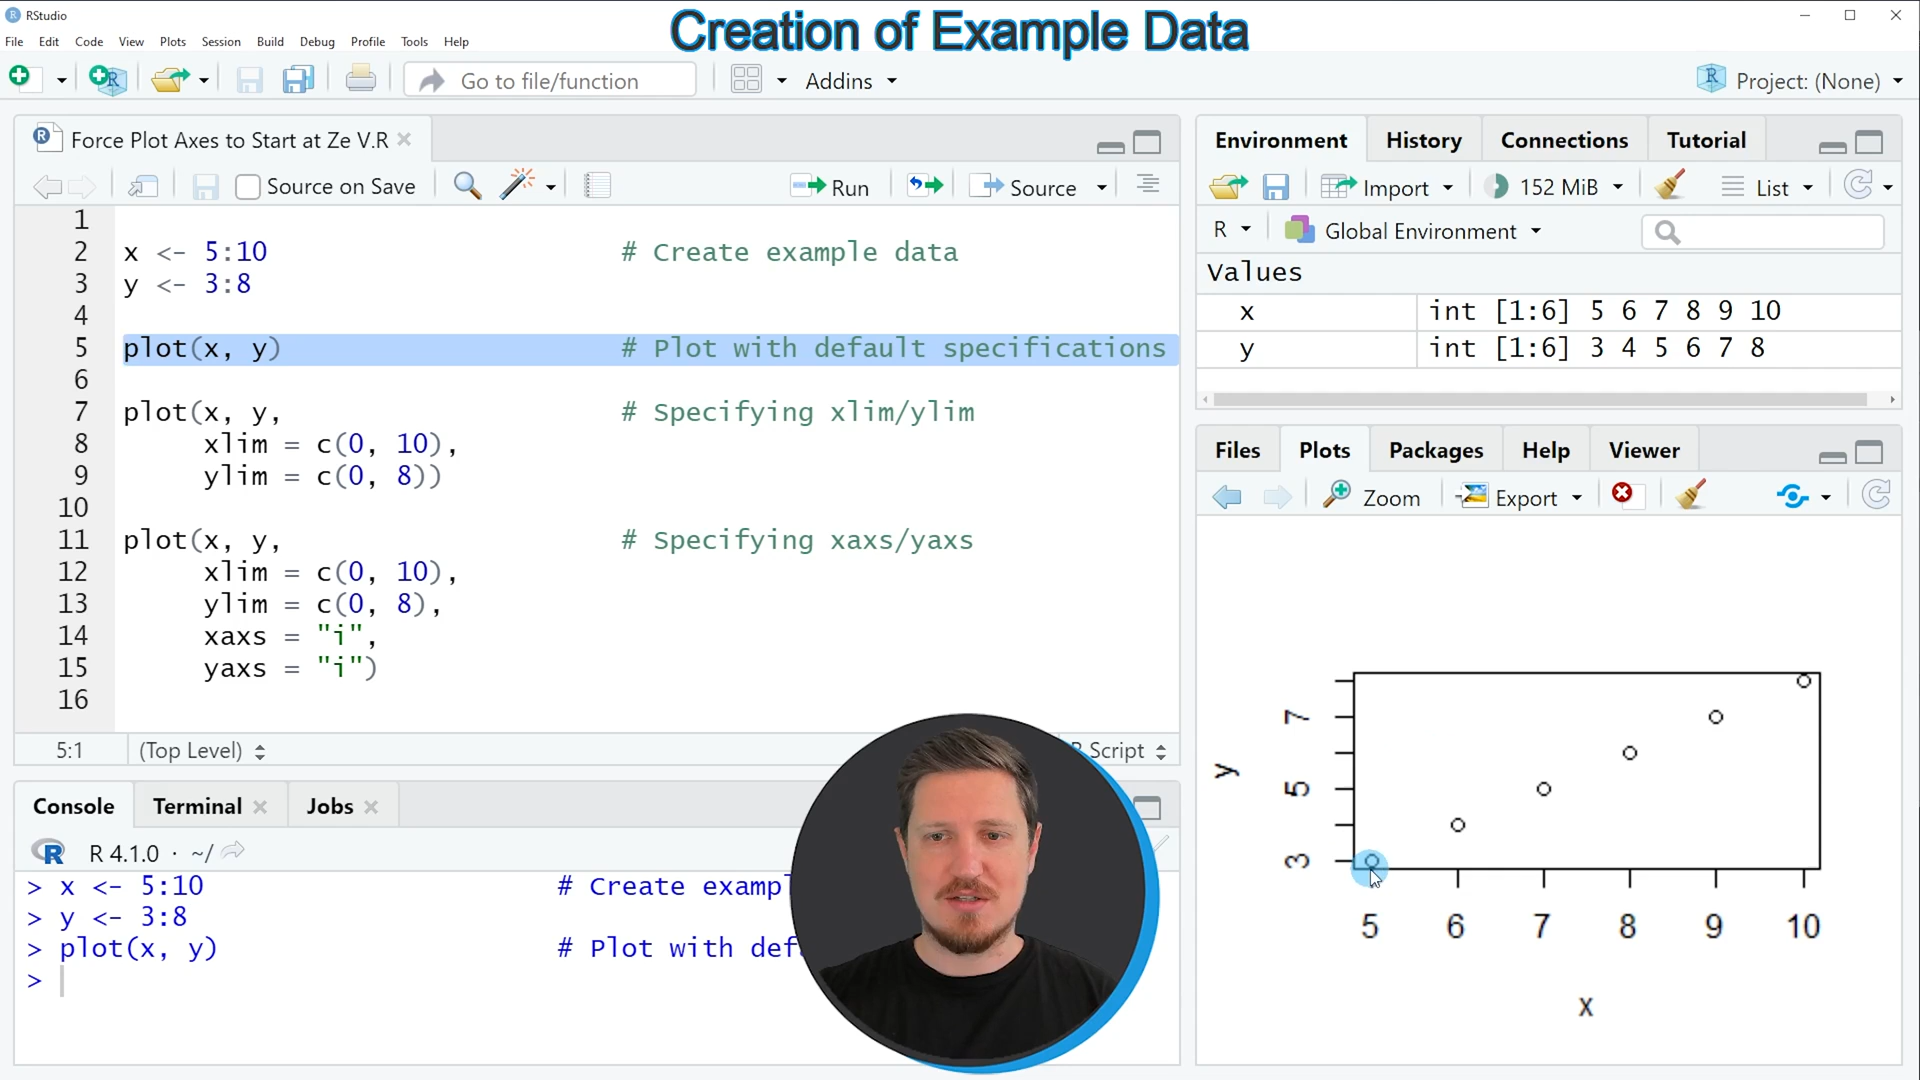 RStudio
Creation of Example Data
File Edit Code View Plots Session Build Debug Profile Tools Help
Go to file/function
Addins
Project: (None)
Force Plot Axes to Start at Ze V.R
Source on Save
Run
Source
1
2 x <- 5:10 # Create example data
3 y <- 3:8
4
5 plot(x, y) # Plot with default specifications
6
7 plot(x, y, # Specifying xlim/ylim
8 xlim = c(0, 10),
9 ylim = c(0, 8))
10
11 plot(x, y, # Specifying xaxs/yaxs
12 xlim = c(0, 10),
13 ylim = c(0, 8),
14 xaxs = "i",
15 yaxs = "i")
16
5:1 (Top Level) R Script
Console Terminal Jobs
R 4.1.0 · ~/
> x <- 5:10 # Create exampl
> y <- 3:8
> plot(x, y) # Plot with def
>
Environment History Connections Tutorial
Import 152 MiB List
R Global Environment
Values
x int [1:6] 5 6 7 8 9 10
y int [1:6] 3 4 5 6 7 8
Files Plots Packages Help Viewer
Zoom Export
7
y
5
3
5 6 7 8 9 10
x